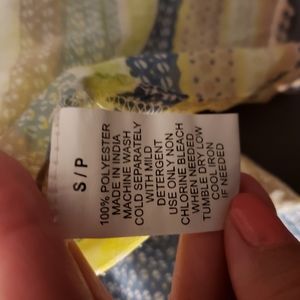 S / P
100% POLYESTER
MADE IN INDIA
MACHINE WASH
COLD SEPARATELY
WITH MILD
DETERGENT
USE ONLY NON
CHLORINE BLEACH
WHEN NEEDED
TUMBLE DRY LOW
COOL IRON
IF NEEDED